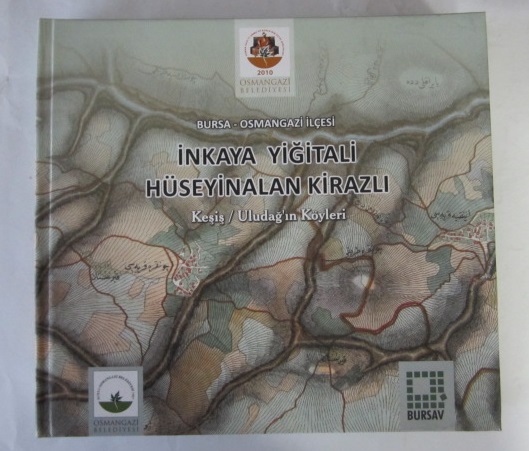 2010
OSMANGAZİ
BELEDİYESİ
BURSA - OSMANGAZİ İLÇESİ
İNKAYA YİĞİTALİ
HÜSEYİNALAN KİRAZLI
Keşiş / Uludağ'ın Köyleri
OSMANGAZİ
BELEDİYESİ
BURSAV